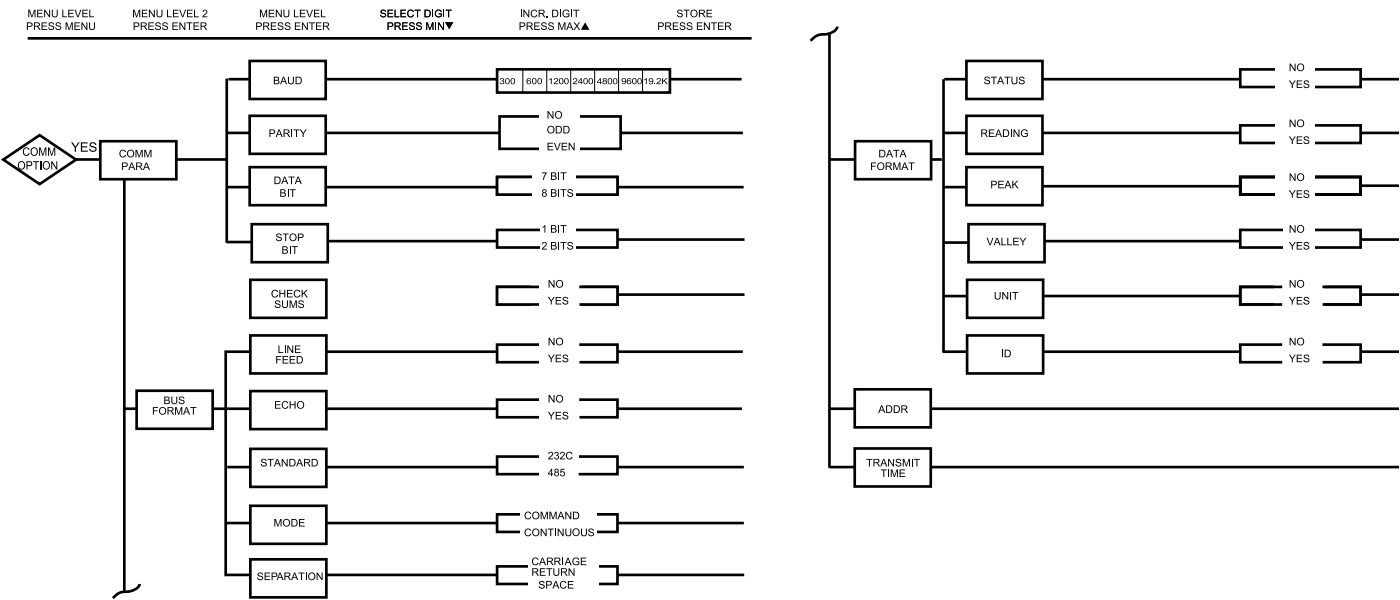 MENU LEVEL
PRESS MENU
MENU LEVEL 2
PRESS ENTER
MENU LEVEL
PRESS ENTER
SELECT DIGIT
PRESS MIN▼
INCR. DIGIT
PRESS MAX▲
STORE
PRESS ENTER
COMM
OPTION
YES
COMM
PARA
BAUD
300 600 1200 2400 4800 9600 19.2K
PARITY
NO
ODD
EVEN
DATA
BIT
7 BIT
8 BITS
STOP
BIT
1 BIT
2 BITS
CHECK
SUMS
NO
YES
BUS
FORMAT
LINE
FEED
NO
YES
ECHO
NO
YES
STANDARD
232C
485
MODE
COMMAND
CONTINUOUS
SEPARATION
CARRIAGE
RETURN
SPACE
DATA
FORMAT
STATUS
NO
YES
READING
NO
YES
PEAK
NO
YES
VALLEY
NO
YES
UNIT
NO
YES
ID
NO
YES
ADDR
TRANSMIT
TIME